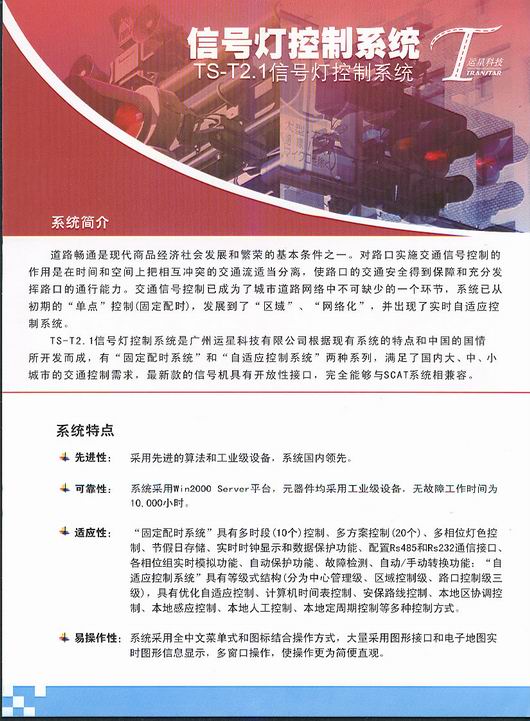 信号灯控制系统
TS-T2.1信号灯控制系统
运星科技
TRANSTAR
大型
マイクロ
系统简介
道路畅通是现代商品经济社会发展和繁荣的基本条件之一。对路口实施交通信号控制的
作用是在时间和空间上把相互冲突的交通流适当分离，使路口的交通安全得到保障和充分发
挥路口的通行能力。交通信号控制已成为了城市道路网络中不可缺少的一个环节，系统已从
初期的“单点”控制(固定配时)，发展到了“区域”、“网络化”，并出现了实时自适应控
制系统。
TS-T2.1信号灯控制系统是广州运星科技有限公司根据现有系统的特点和中国的国情
所开发而成，有“固定配时系统”和“自适应控制系统”两种系列，满足了国内大、中、小
城市的交通控制需求，最新款的信号机具有开放性接口，完全能够与SCAT系统相兼容。
系统特点
先进性： 采用先进的算法和工业级设备，系统国内领先。
可靠性： 系统采用Win2000 Server平台，元器件均采用工业级设备，无故障工作时间为
10,000小时。
适应性： “固定配时系统”具有多时段(10个)控制、多方案控制(20个)、多相位灯色控
制、节假日存储、实时时钟显示和数据保护功能、配置Rs485和Rs232通信接口、
各相位组实时模拟功能、自动保护功能、故障检测、自动/手动转换功能；“自
适应控制系统”具有等级式结构(分为中心管理级、区域控制级、路口控制级三
级)，具有优化自适应控制、计算机时间表控制、安保路线控制、本地区协调控
制、本地感应控制、本地人工控制、本地定周期控制等多种控制方式。
易操作性： 系统采用全中文菜单式和图标结合操作方式，大量采用图形接口和电子地图实
时图形信息显示，多窗口操作，使操作更为简便直观。